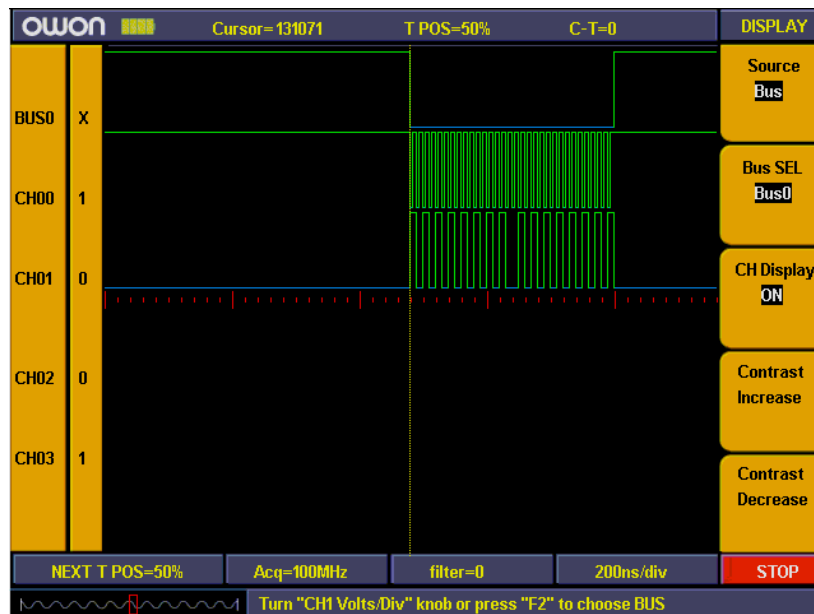 owon Cursor=131071 T POS=50% C-T=0 DISPLAY
Source
Bus
BUS0 X
Bus SEL
Bus0
CH00 1
CH01 0
CH Display
ON
CH02 0
Contrast
Increase
CH03 1
Contrast
Decrease
NEXT T POS=50% Acq=100MHz filter=0 200ns/div STOP
Turn "CH1 Volts/Div" knob or press "F2" to choose BUS